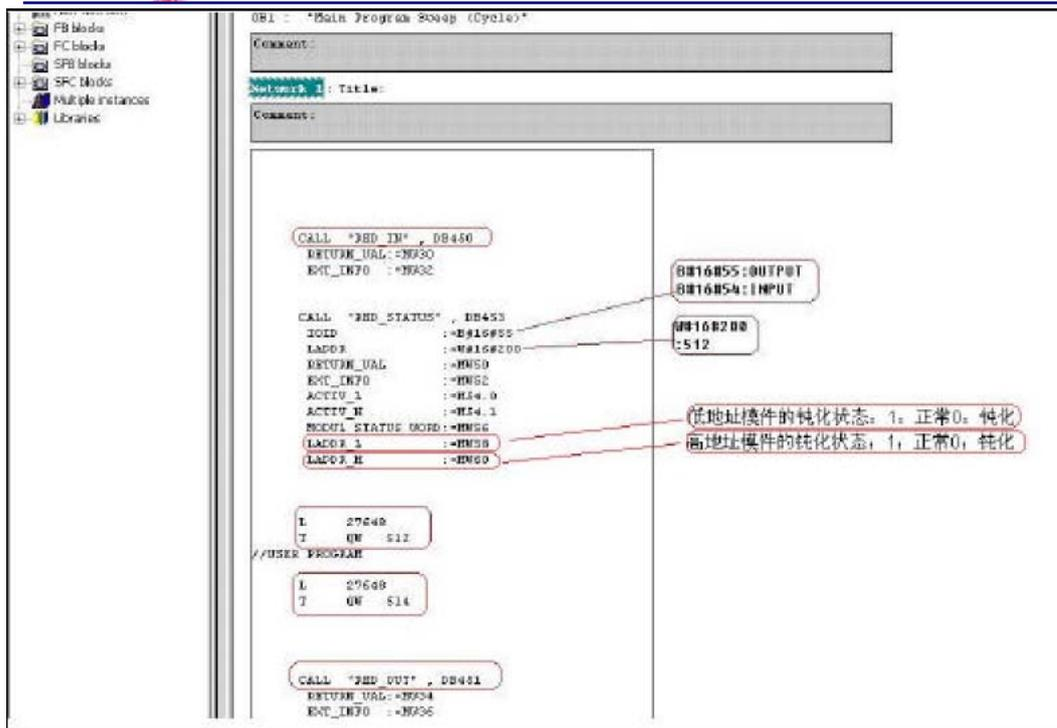 FB blocks
FC blocks
SFB blocks
SFC blocks
Multiple instances
Libraries
OB1 : "Main Program Sweep (Cycle)"
Comment:
Network 1: Title:
Comment:
CALL "RED_IN" , DB450
RETURN_VAL:=MW30
EXT_INFO :=MW32
CALL "RED_STATUS" , DB453
IOID :=B#16#55
LADDR :=W#16#200
RETURN_VAL :=MW50
EXT_INFO :=MW52
ACTIV_L :=M54.0
ACTIV_H :=M54.1
MODUL_STATUS_WORD:=MW56
LADDR_L :=MW58
LADDR_H :=MW60
B#16#55:OUTPUT
B#16#54:INPUT
W#16#200
:512
低地址模件的钝化状态：1：正常0：钝化
高地址模件的钝化状态：1：正常0：钝化
L 27648
T QW 512
//USER PROGRAM
L 27648
T QW 514
CALL "RED_OUT" , DB451
RETURN_VAL:=MW34
EXT_INFO :=MW36